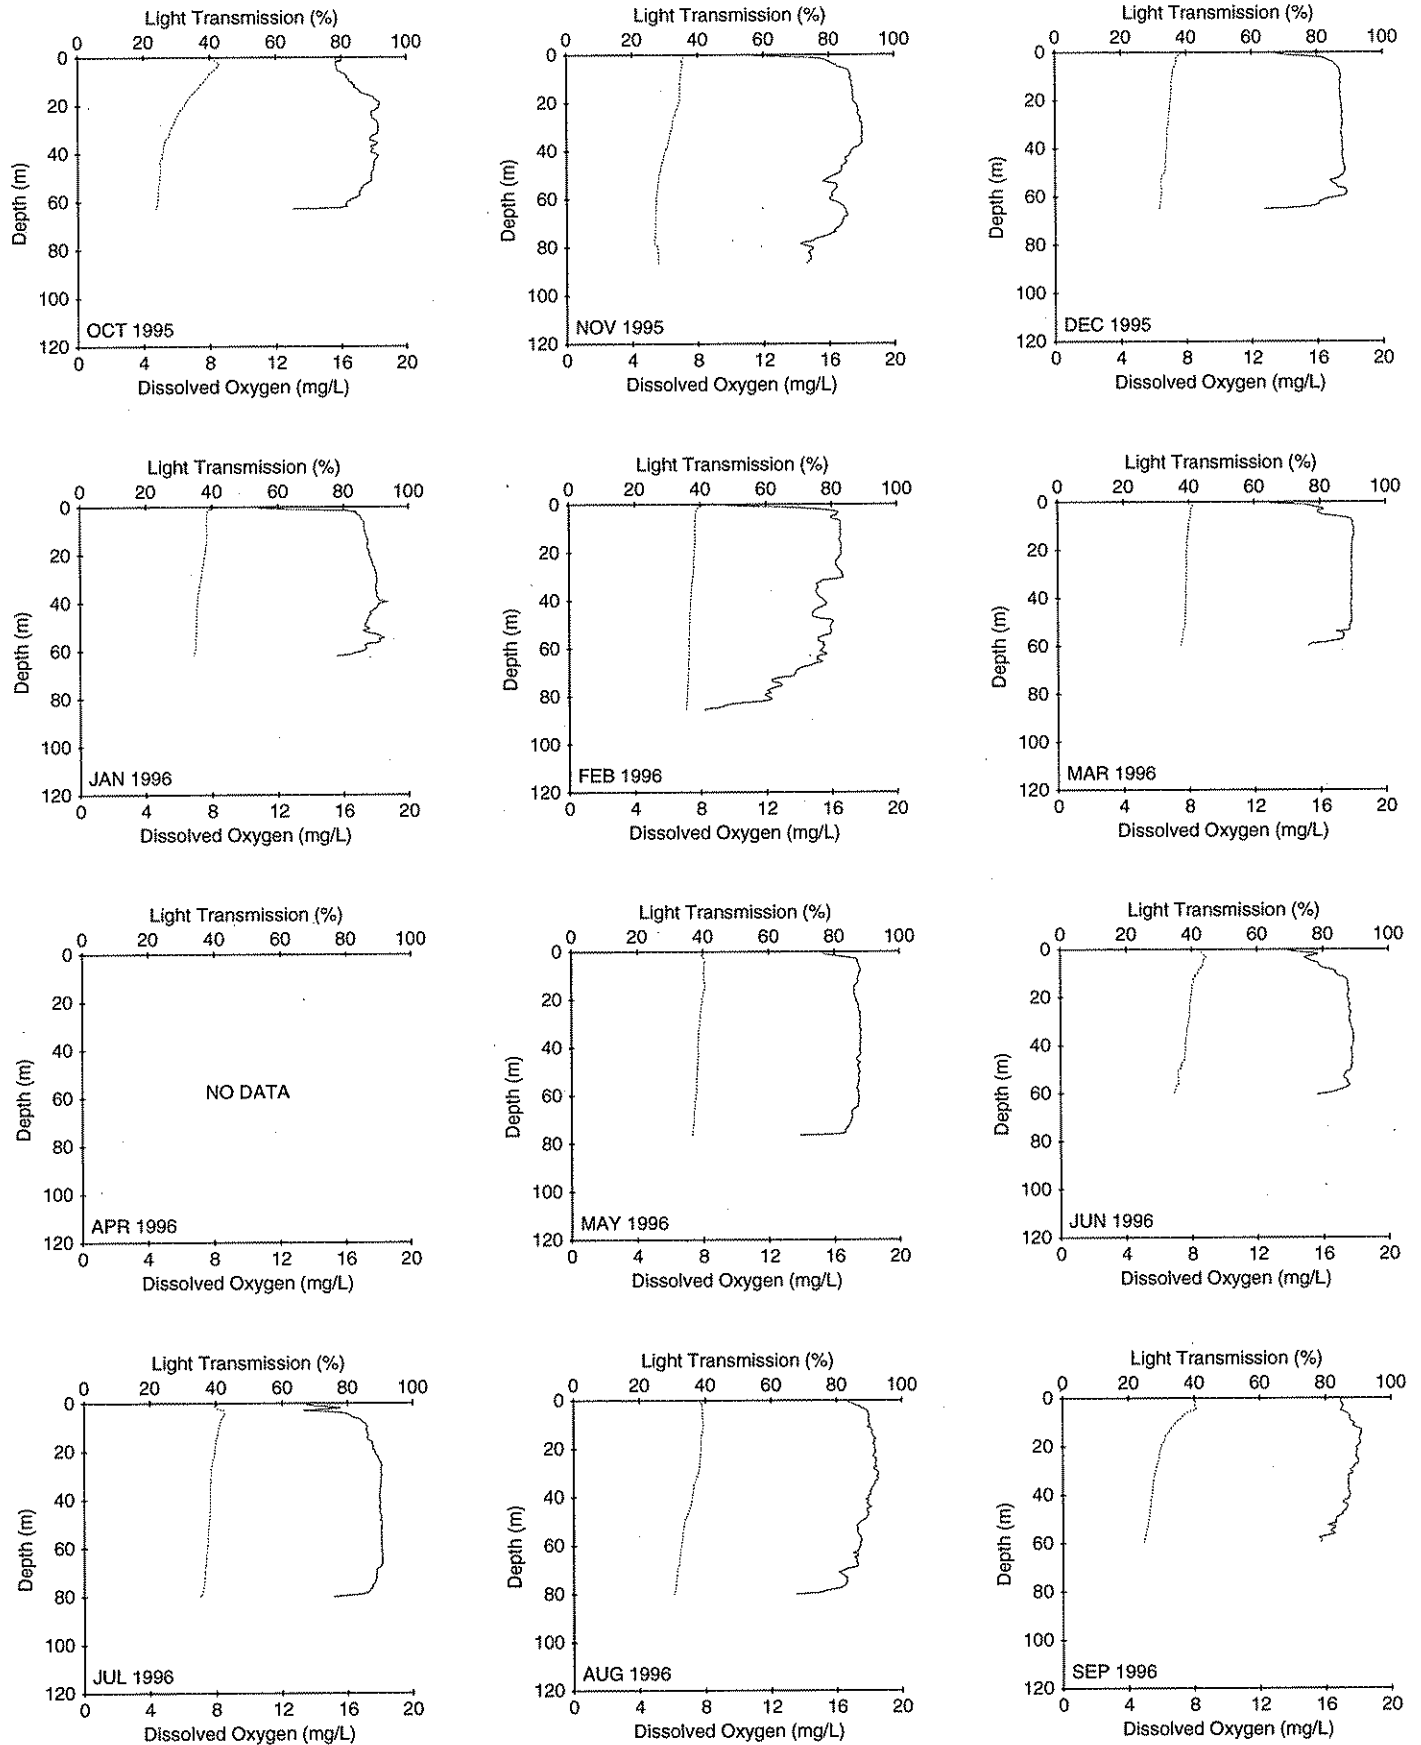 Light Transmission (%)
0 20 40 60 80 100
0
20
40
60
80
100
120
Depth (m)
OCT 1995
0 4 8 12 16 20
Dissolved Oxygen (mg/L)
Light Transmission (%)
0 20 40 60 80 100
0
20
40
60
80
100
120
Depth (m)
NOV 1995
0 4 8 12 16 20
Dissolved Oxygen (mg/L)
Light Transmission (%)
0 20 40 60 80 100
0
20
40
60
80
100
120
Depth (m)
DEC 1995
0 4 8 12 16 20
Dissolved Oxygen (mg/L)
Light Transmission (%)
0 20 40 60 80 100
0
20
40
60
80
100
120
Depth (m)
JAN 1996
0 4 8 12 16 20
Dissolved Oxygen (mg/L)
Light Transmission (%)
0 20 40 60 80 100
0
20
40
60
80
100
120
Depth (m)
FEB 1996
0 4 8 12 16 20
Dissolved Oxygen (mg/L)
Light Transmission (%)
0 20 40 60 80 100
0
20
40
60
80
100
120
Depth (m)
MAR 1996
0 4 8 12 16 20
Dissolved Oxygen (mg/L)
Light Transmission (%)
0 20 40 60 80 100
0
20
40
60
80
100
120
Depth (m)
NO DATA
APR 1996
0 4 8 12 16 20
Dissolved Oxygen (mg/L)
Light Transmission (%)
0 20 40 60 80 100
0
20
40
60
80
100
120
Depth (m)
MAY 1996
0 4 8 12 16 20
Dissolved Oxygen (mg/L)
Light Transmission (%)
0 20 40 60 80 100
0
20
40
60
80
100
120
Depth (m)
JUN 1996
0 4 8 12 16 20
Dissolved Oxygen (mg/L)
Light Transmission (%)
0 20 40 60 80 100
0
20
40
60
80
100
120
Depth (m)
JUL 1996
0 4 8 12 16 20
Dissolved Oxygen (mg/L)
Light Transmission (%)
0 20 40 60 80 100
0
20
40
60
80
100
120
Depth (m)
AUG 1996
0 4 8 12 16 20
Dissolved Oxygen (mg/L)
Light Transmission (%)
0 20 40 60 80 100
0
20
40
60
80
100
120
Depth (m)
SEP 1996
0 4 8 12 16 20
Dissolved Oxygen (mg/L)